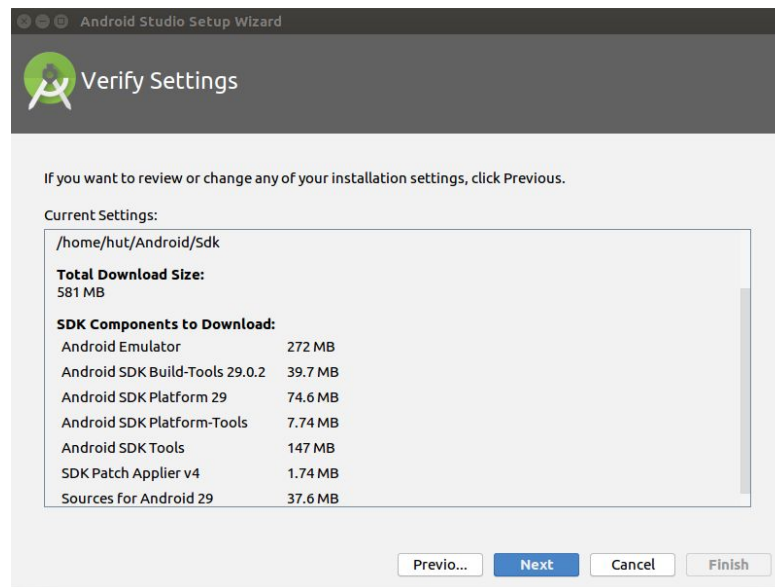 Android Studio Setup Wizard
Verify Settings
If you want to review or change any of your installation settings, click Previous.
Current Settings:
/home/hut/Android/Sdk
Total Download Size:
581 MB
SDK Components to Download:
Android Emulator 272 MB
Android SDK Build-Tools 29.0.2 39.7 MB
Android SDK Platform 29 74.6 MB
Android SDK Platform-Tools 7.74 MB
Android SDK Tools 147 MB
SDK Patch Applier v4 1.74 MB
Sources for Android 29 37.6 MB
Previo... Next Cancel Finish